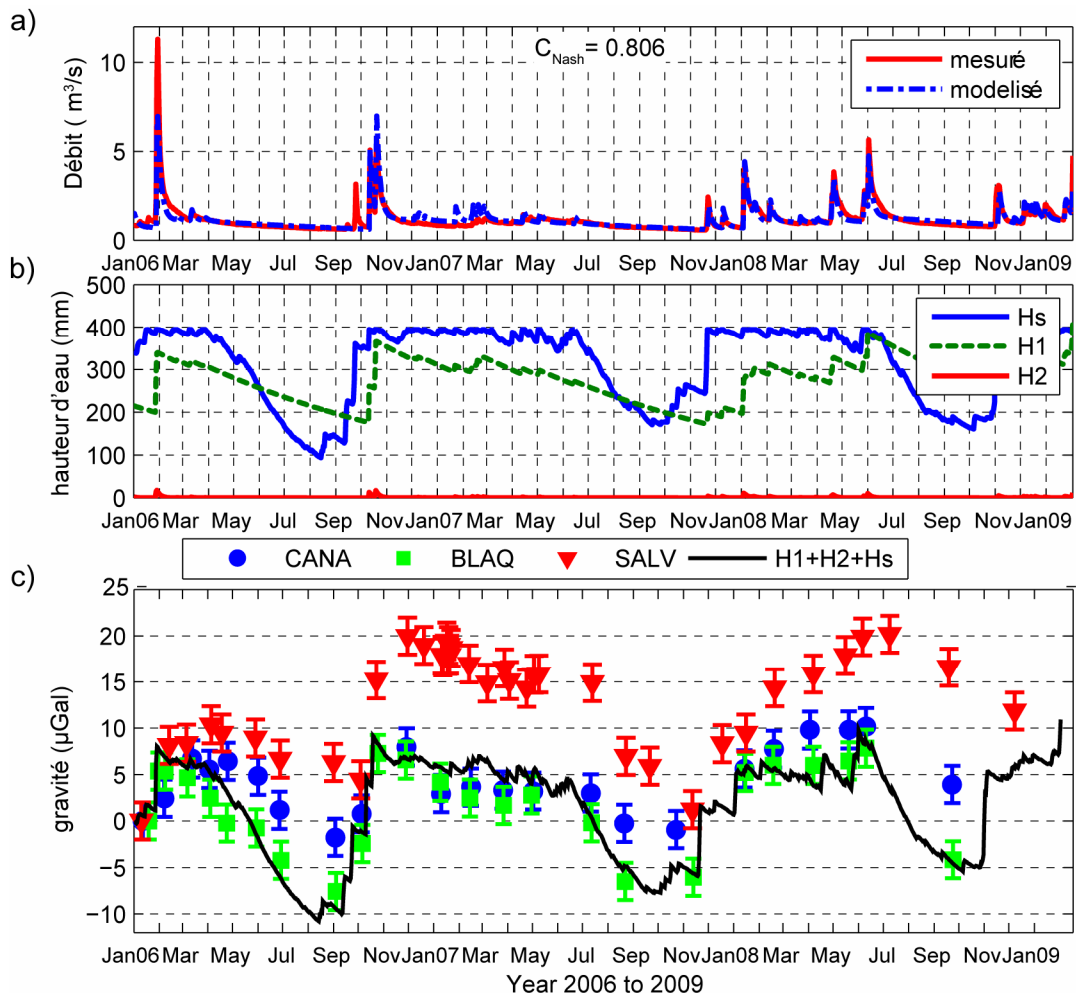 a)
C_Nash = 0.806
mesuré
modelisé
Débit ( m³/s)
10
5
0
Jan06 Mar May Jul Sep Nov Jan07 Mar May Jul Sep Nov Jan08 Mar May Jul Sep Nov Jan09
b)
500
400
300
200
100
0
hauteurd'eau (mm)
Hs
H1
H2
Jan06 Mar May Jul Sep Nov Jan07 Mar May Jul Sep Nov Jan08 Mar May Jul Sep Nov Jan09
CANA BLAQ SALV H1+H2+Hs
c)
25
20
15
10
5
0
−5
−10
gravité (µGal)
Jan06 Mar May Jul Sep Nov Jan07 Mar May Jul Sep Nov Jan08 Mar May Jul Sep Nov Jan09
Year 2006 to 2009